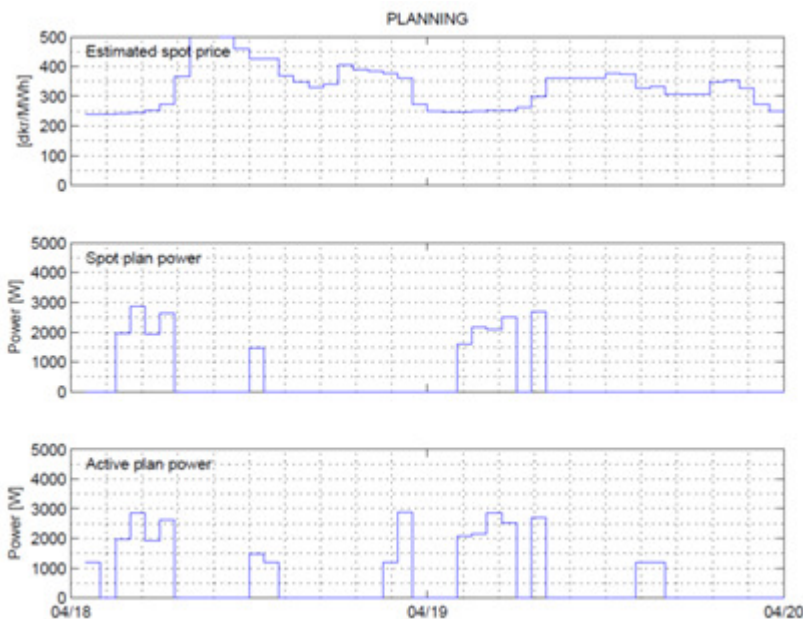 PLANNING
500
Estimated spot price
400
300
200
100
0
[dkr/MWh]
5000
Spot plan power
4000
3000
2000
1000
0
Power [W]
5000
Active plan power
4000
3000
2000
1000
0
Power [W]
04/18 04/19 04/20